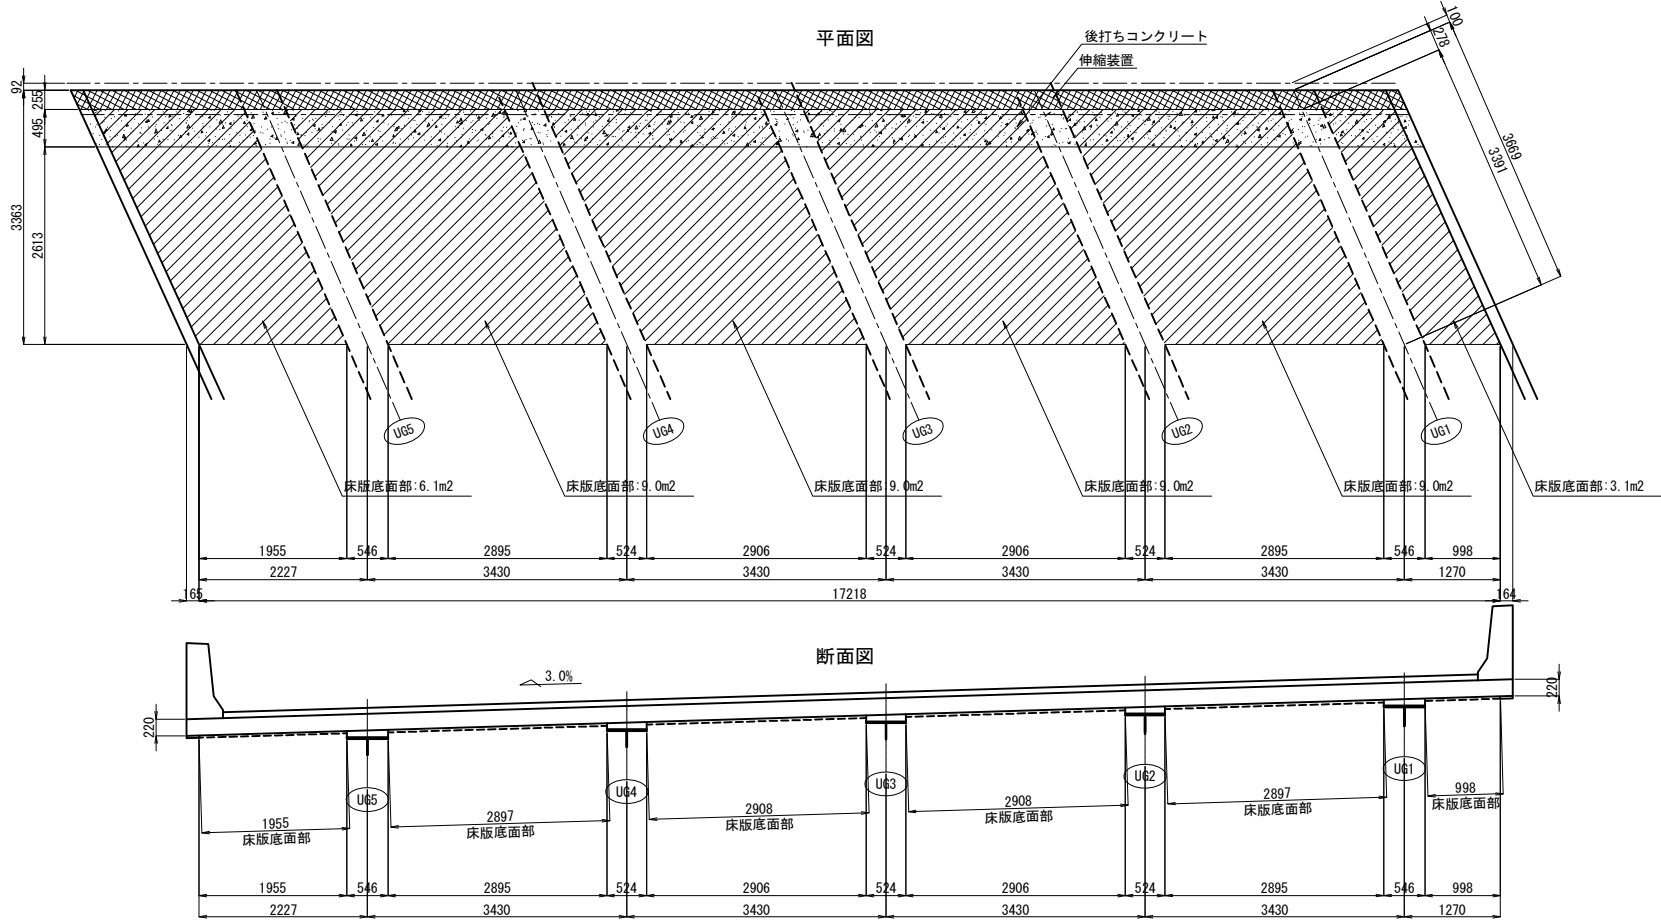 平面図
後打ちコンクリート
伸縮装置
100
278
3669
3391
92
255
495
3363
2613
UG5
UG4
UG3
UG2
UG1
床版底面部:6.1m2
床版底面部:9.0m2
床版底面部:9.0m2
床版底面部:9.0m2
床版底面部:9.0m2
床版底面部:3.1m2
1955 546 2895 524 2906 524 2906 524 2895 546 998
2227 3430 3430 3430 3430 1270
165 17218 164
断面図
3.0%
220
220
UG5
UG4
UG3
UG2
UG1
1955
床版底面部
2897
床版底面部
2908
床版底面部
2908
床版底面部
2897
床版底面部
998
床版底面部
1955 546 2895 524 2906 524 2906 524 2895 546 998
2227 3430 3430 3430 3430 1270